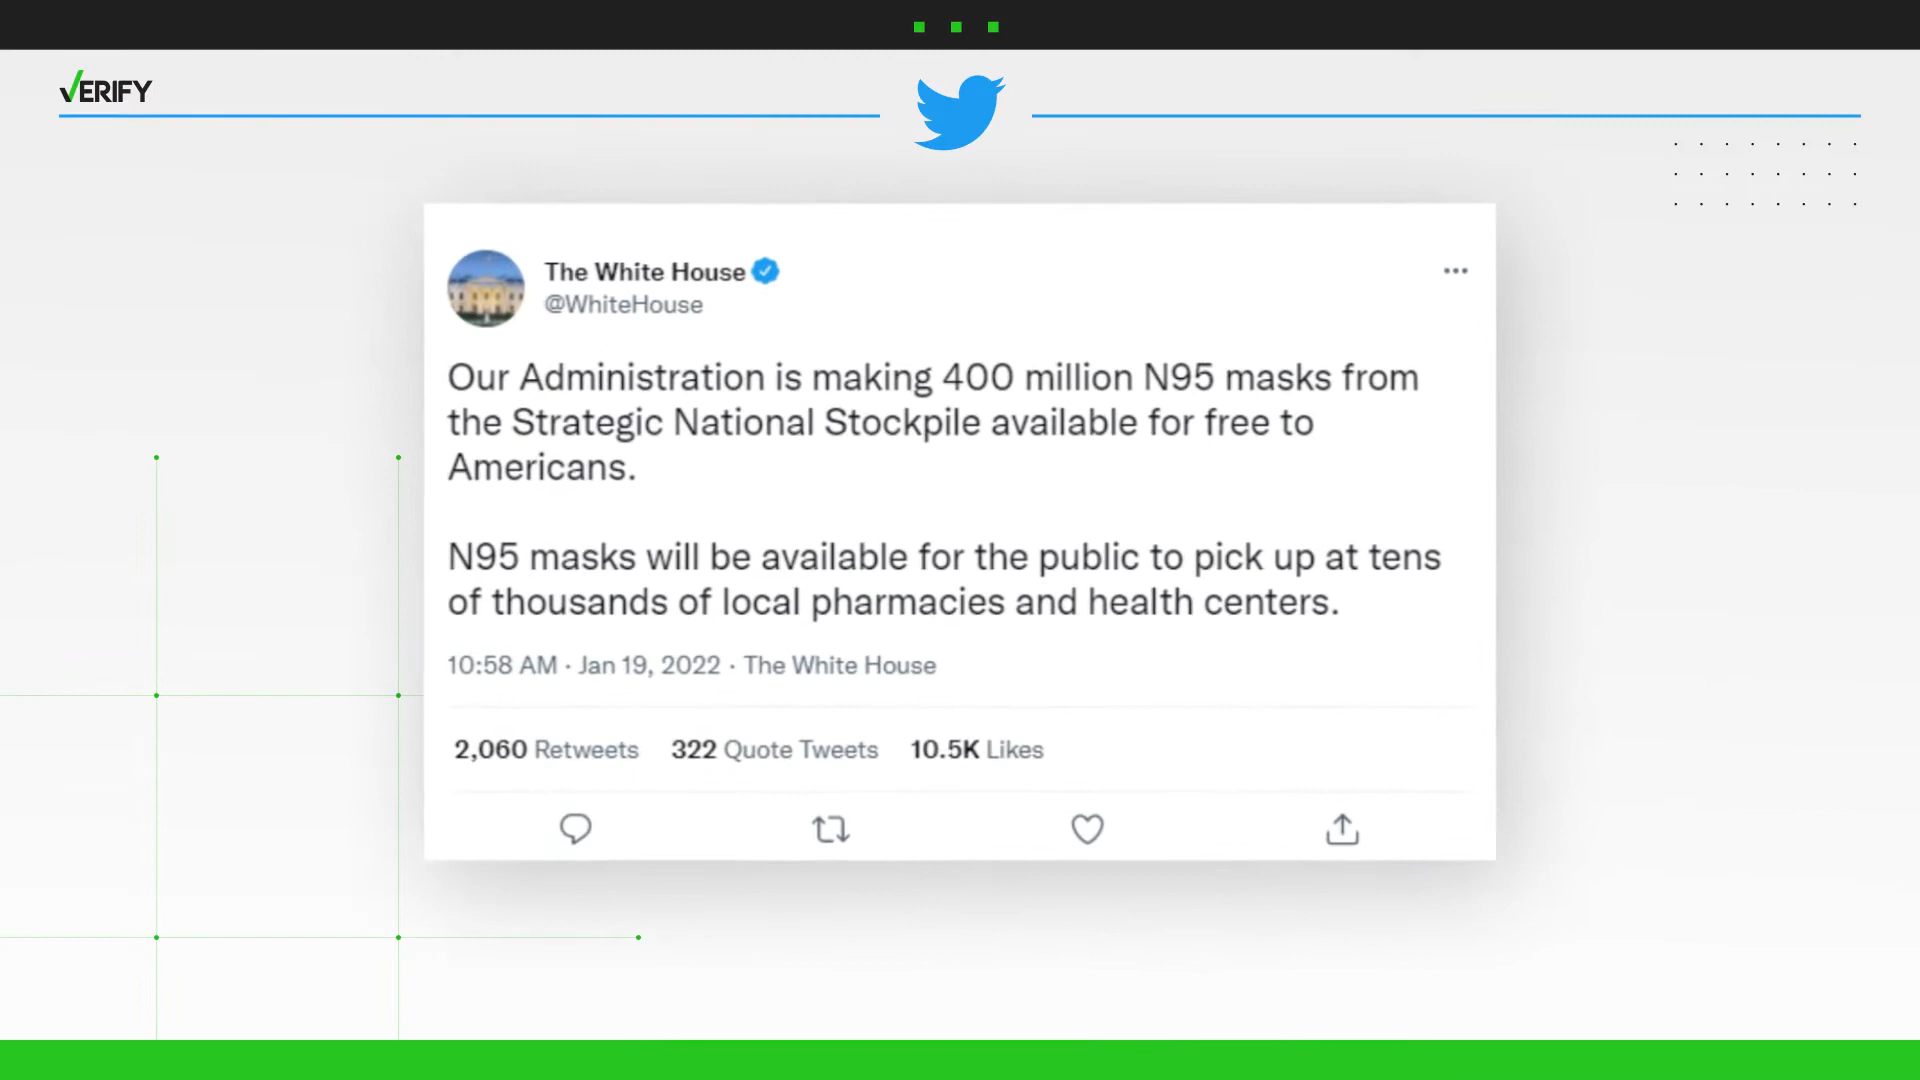 VERIFY
The White House
@WhiteHouse
Our Administration is making 400 million N95 masks from
the Strategic National Stockpile available for free to
Americans.
N95 masks will be available for the public to pick up at tens
of thousands of local pharmacies and health centers.
10:58 AM · Jan 19, 2022 · The White House
2,060 Retweets 322 Quote Tweets 10.5K Likes